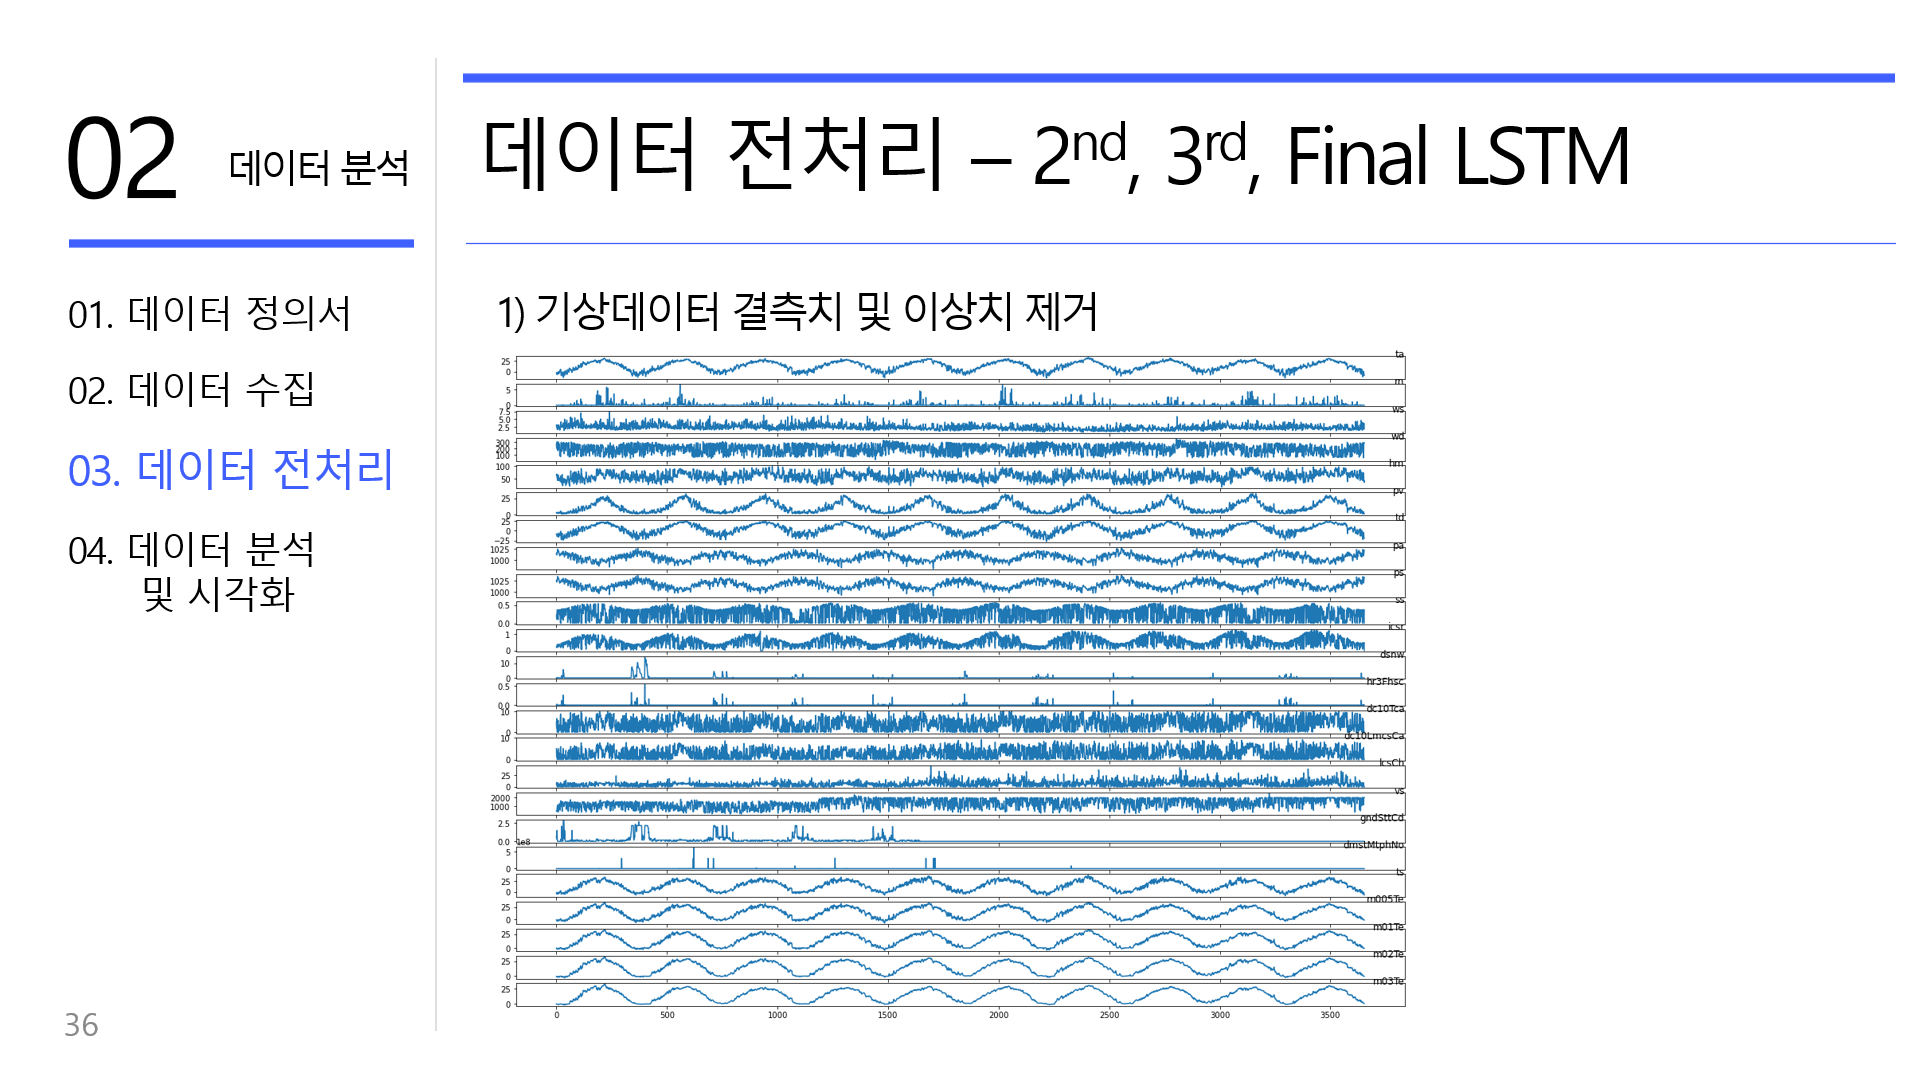 02 데이터 분석
01. 데이터 정의서
02. 데이터 수집
03. 데이터 전처리
04. 데이터 분석
및 시각화
36
데이터 전처리 – 2nd, 3rd, Final LSTM
1) 기상데이터 결측치 및 이상치 제거
ta
25
0
rn
5
0
ws
7.5
5.0
2.5
wd
300
200
100
hm
100
50
pv
25
0
td
25
0
−25
pa
1025
1000
ps
1025
1000
ss
0.5
0.0
icsr
1
0
dsnw
10
0
hr3Fhsc
0.5
0.0
dc10Tca
10
0
dc10LmcsCa
10
0
lcsCh
25
0
vs
2000
1000
gndSttCd
2.5
0.0
dmstMtphNo
1e8
5
0
ts
25
0
m005Te
25
0
m01Te
25
0
m02Te
25
0
m03Te
25
0
0 500 1000 1500 2000 2500 3000 3500